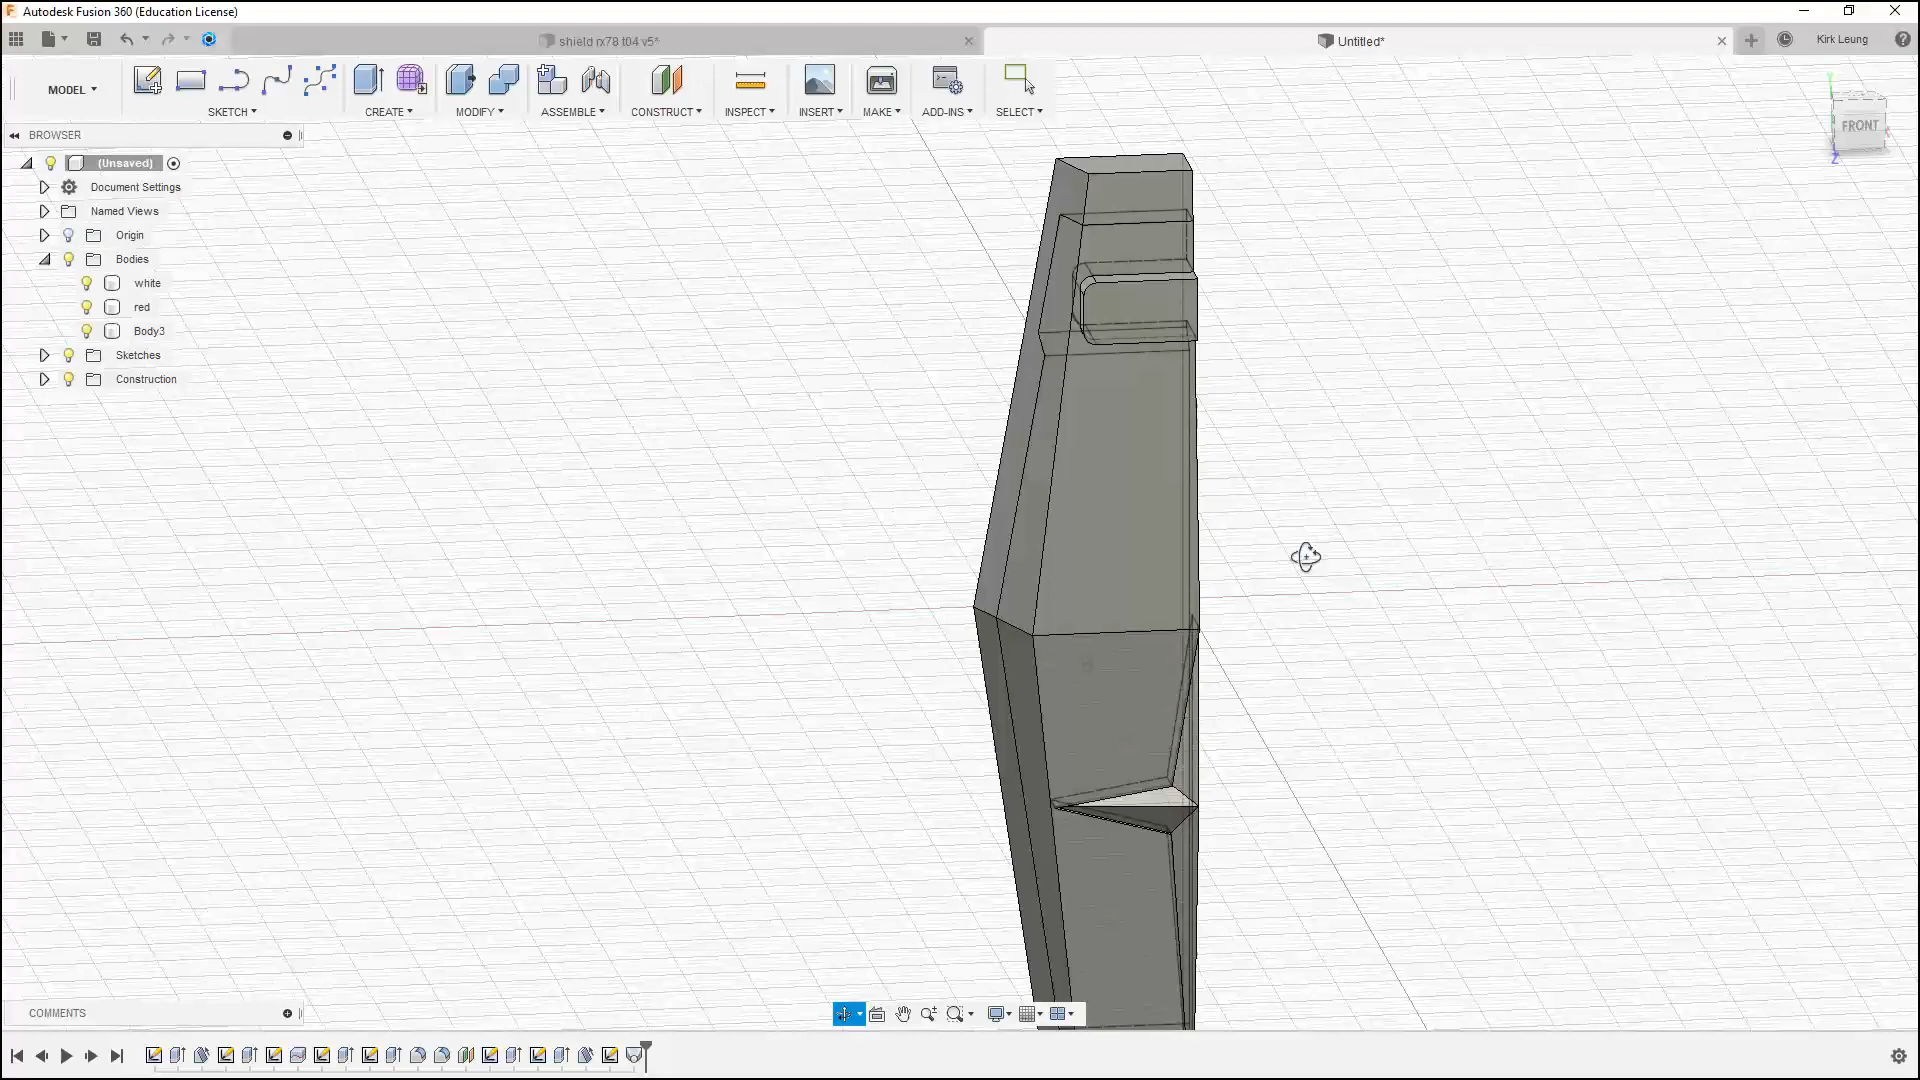 Autodesk Fusion 360 (Education License)
shield rx78 t04 v5*
Untitled*
Kirk Leung
MODEL
SKETCH
CREATE
MODIFY
ASSEMBLE
CONSTRUCT
INSPECT
INSERT
MAKE
ADD-INS
SELECT
BROWSER
FRONT
Z
(Unsaved)
Document Settings
Named Views
Origin
Bodies
white
red
Body3
Sketches
Construction
COMMENTS